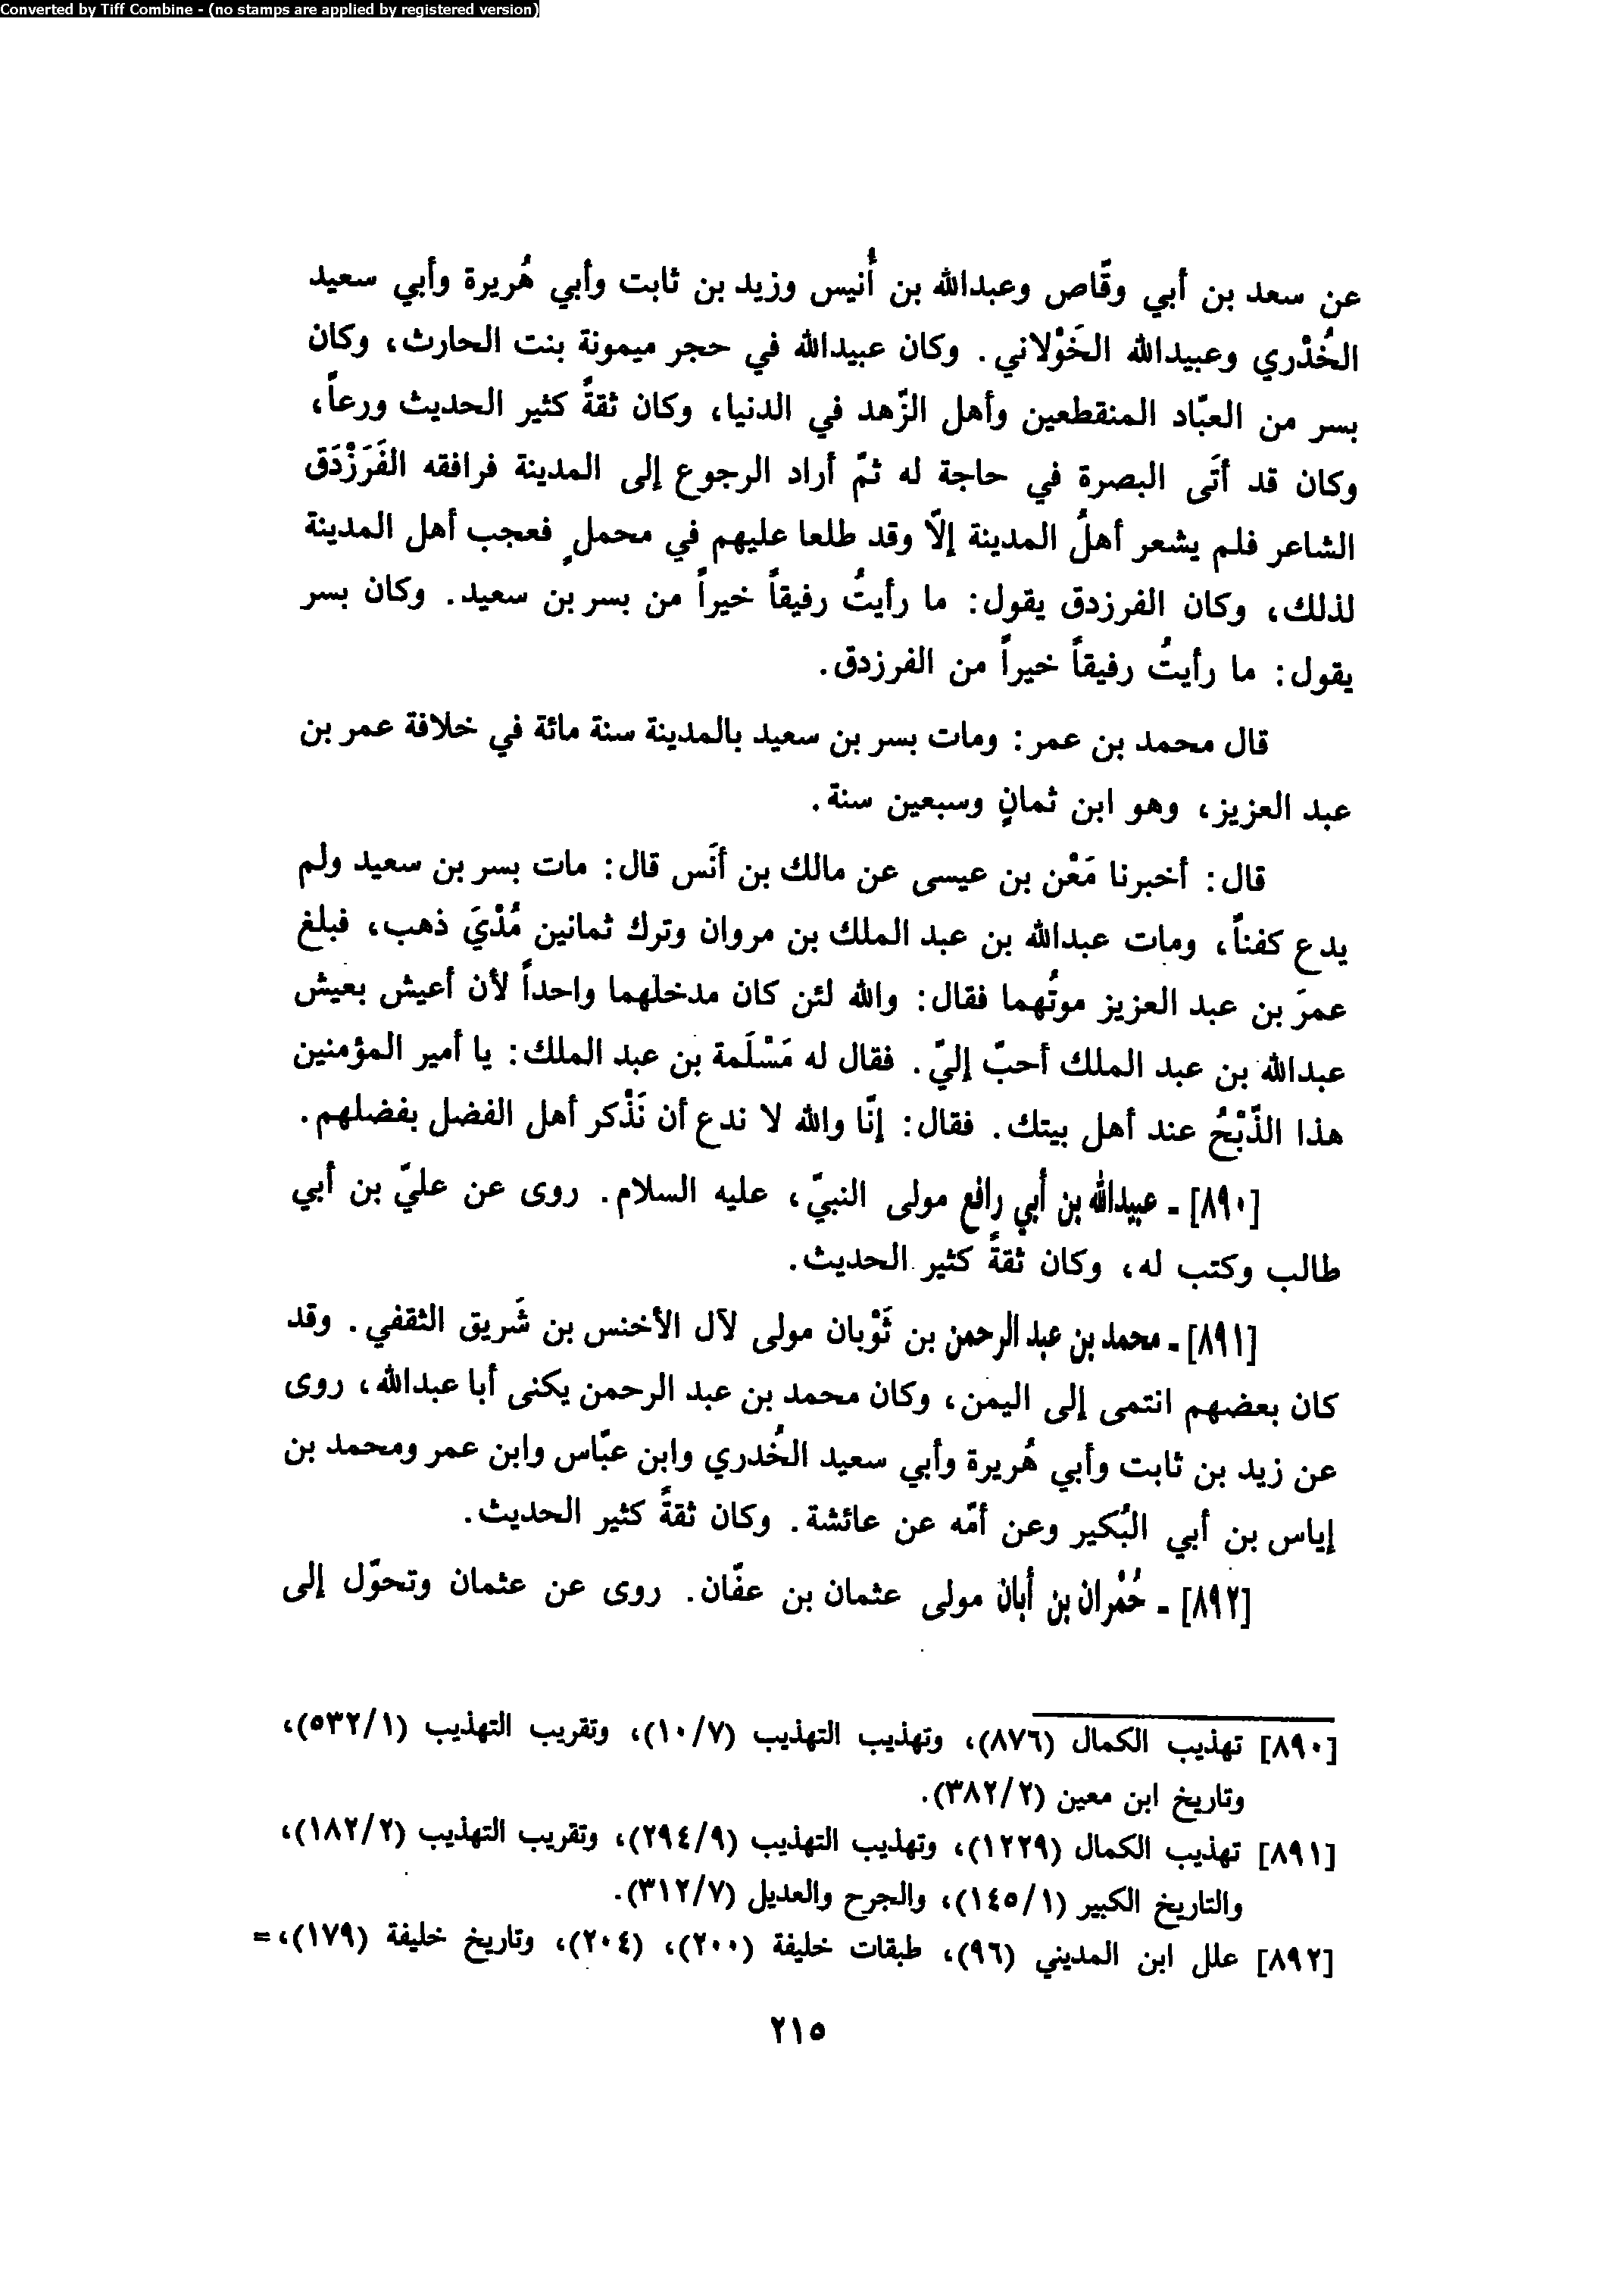 Converted by Tiff Combine - (no stamps are applied by registered version)
عن سعد بن أبي وقّاص وعبدالله بن أُنيس وزيد بن ثابت وأبي هُريرة وأبي سعيد
الخُدْري وعبيدالله الخَوْلاني. وكان عبيدالله في حجر ميمونة بنت الحارث، وكان
بسر من العبّاد المنقطعين وأهل الزّهد في الدنيا، وكان ثقةً كثير الحديث ورعاً،
وكان قد أتَى البصرة في حاجة له ثمّ أراد الرجوع إلى المدينة فرافقه الفَرَزْدَق
الشاعر فلم يشعر أهلُ المدينة إلّا وقد طلعا عليهم في محملٍ فعجب أهل المدينة
لذلك، وكان الفرزدق يقول: ما رأيتُ رفيقاً خيراً من بسر بن سعيد. وكان بسر
يقول: ما رأيتُ رفيقاً خيراً من الفرزدق.
قال محمد بن عمر: ومات بسر بن سعيد بالمدينة سنة مائة في خلافة عمر بن
عبد العزيز، وهو ابن ثمانٍ وسبعين سنة.
قال: أخبرنا مَعْن بن عيسى عن مالك بن أنَس قال: مات بسر بن سعيد ولم
يدع كفناً، ومات عبدالله بن عبد الملك بن مروان وترك ثمانين مُدْيَ ذهب، فبلغ
عمرَ بن عبد العزيز موتُهما فقال: والله لئن كان مدخلهما واحداً لأن أعيش بعيش
عبدالله بن عبد الملك أحبّ إليّ. فقال له مَسْلَمة بن عبد الملك: يا أمير المؤمنين
هذا الذّبْحُ عند أهل بيتك. فقال: إنّا والله لا ندع أن نَذْكر أهل الفضل بفضلهم.
[٨٩٠] - عبيدالله بن أبي رافع مولى النبيّ، عليه السلام. روى عن عليّ بن أبي
طالب وكتب له، وكان ثقةً كثير الحديث.
[٨٩١] - محمد بن عبد الرحمن بن ثَوْبان مولى لآل الأخنس بن شَريق الثقفي. وقد
كان بعضهم انتمى إلى اليمن، وكان محمد بن عبد الرحمن يكنى أبا عبدالله، روى
عن زيد بن ثابت وأبي هُريرة وأبي سعيد الخُدري وابن عبّاس وابن عمر ومحمد بن
إياس بن أبي البُكير وعن أمّه عن عائشة. وكان ثقةً كثير الحديث.
[٨٩٢] - حُمْران بن أَبان مولى عثمان بن عفّان. روى عن عثمان وتحوّل إلى
[٨٩٠] تهذيب الكمال (٨٧٦)، وتهذيب التهذيب (١٠/٧)، وتقريب التهذيب (٥٣٢/١)،
وتاريخ ابن معين (٣٨٢/٢).
[٨٩١] تهذيب الكمال (١٢٢٩)، وتهذيب التهذيب (٢٩٤/٩)، وتقريب التهذيب (١٨٢/٢)،
والتاريخ الكبير (١٤٥/١)، والجرح والعديل (٣١٢/٧).
[٨٩٢] علل ابن المديني (٩٦)، طبقات خليفة (٢٠٠)، (٢٠٤)، وتاريخ خليفة (١٧٩)، =
٢١٥